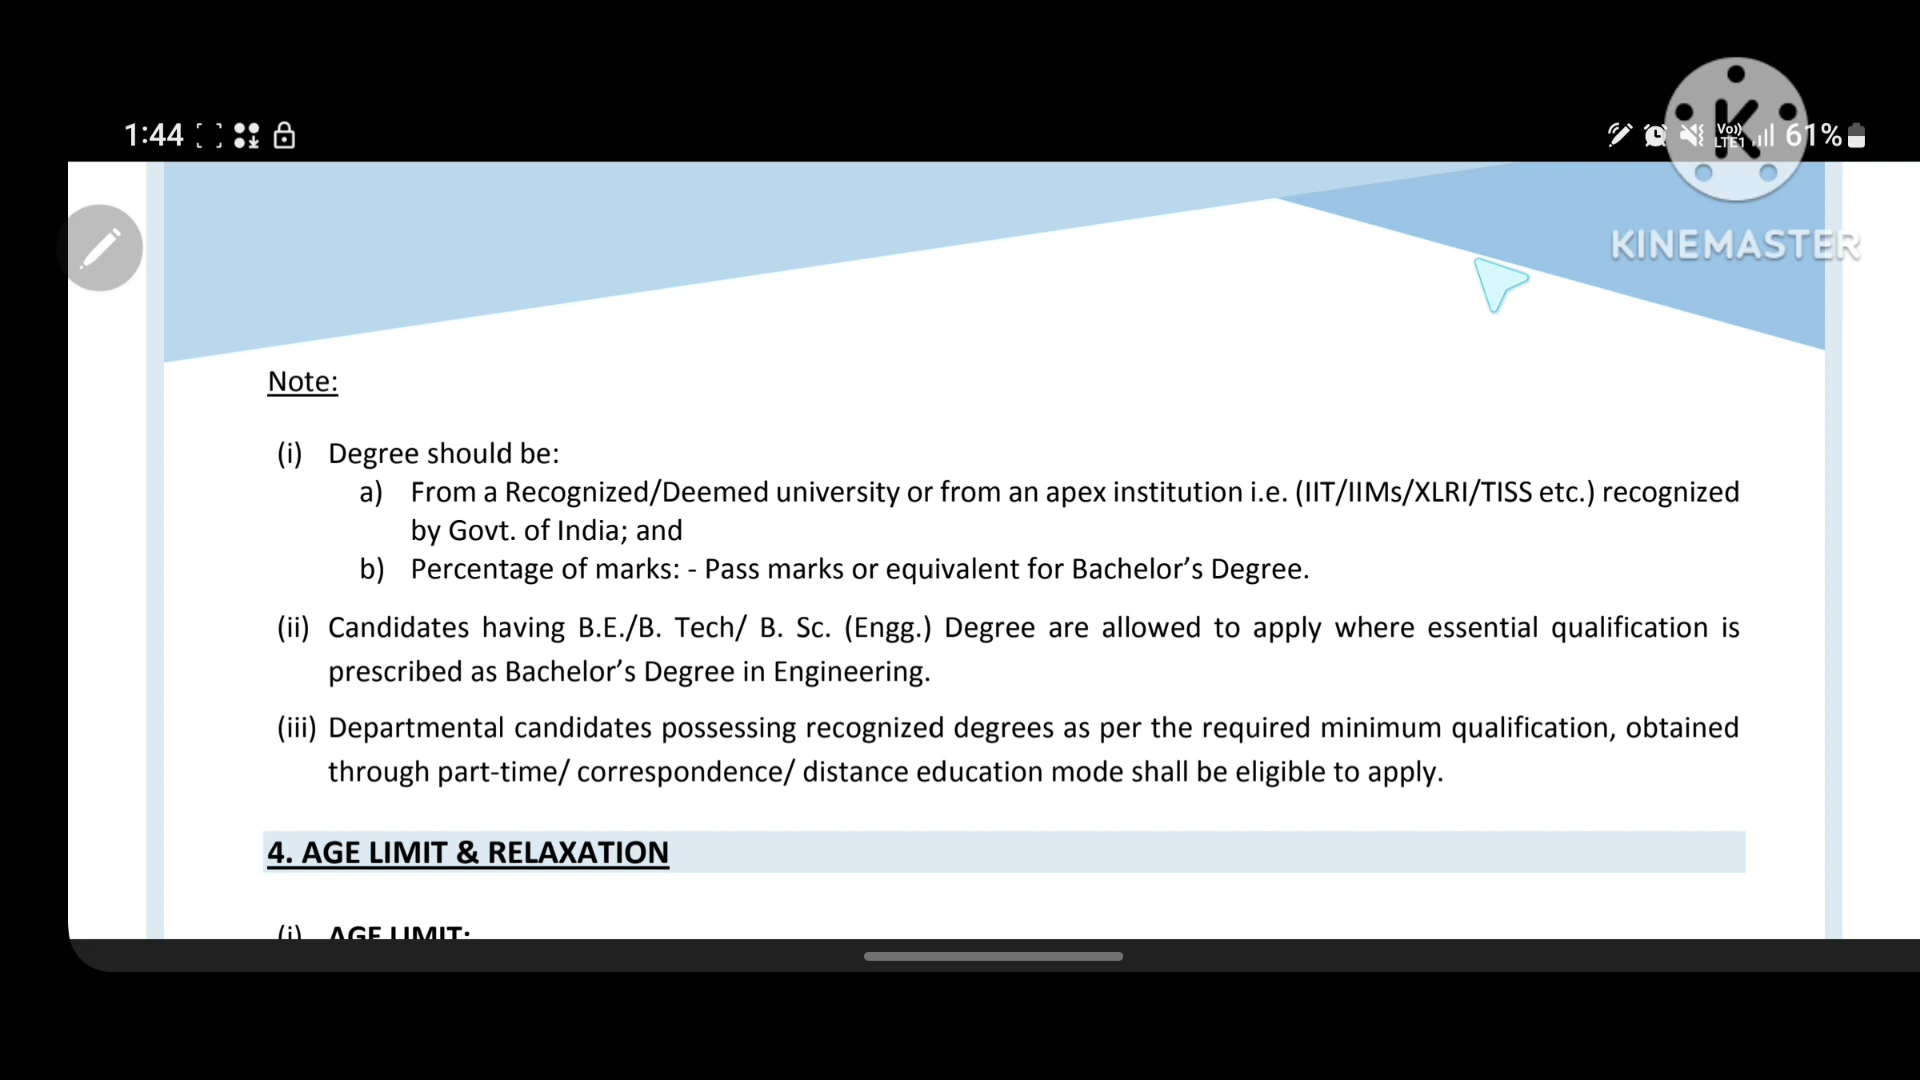 1:44
Vo))
LTE1
61%
KINEMASTER
Note:
(i) Degree should be:
a) From a Recognized/Deemed university or from an apex institution i.e. (IIT/IIMs/XLRI/TISS etc.) recognized
by Govt. of India; and
b) Percentage of marks: - Pass marks or equivalent for Bachelor’s Degree.
(ii) Candidates having B.E./B. Tech/ B. Sc. (Engg.) Degree are allowed to apply where essential qualification is
prescribed as Bachelor’s Degree in Engineering.
(iii) Departmental candidates possessing recognized degrees as per the required minimum qualification, obtained
through part-time/ correspondence/ distance education mode shall be eligible to apply.
4. AGE LIMIT & RELAXATION
(i) AGE LIMIT: